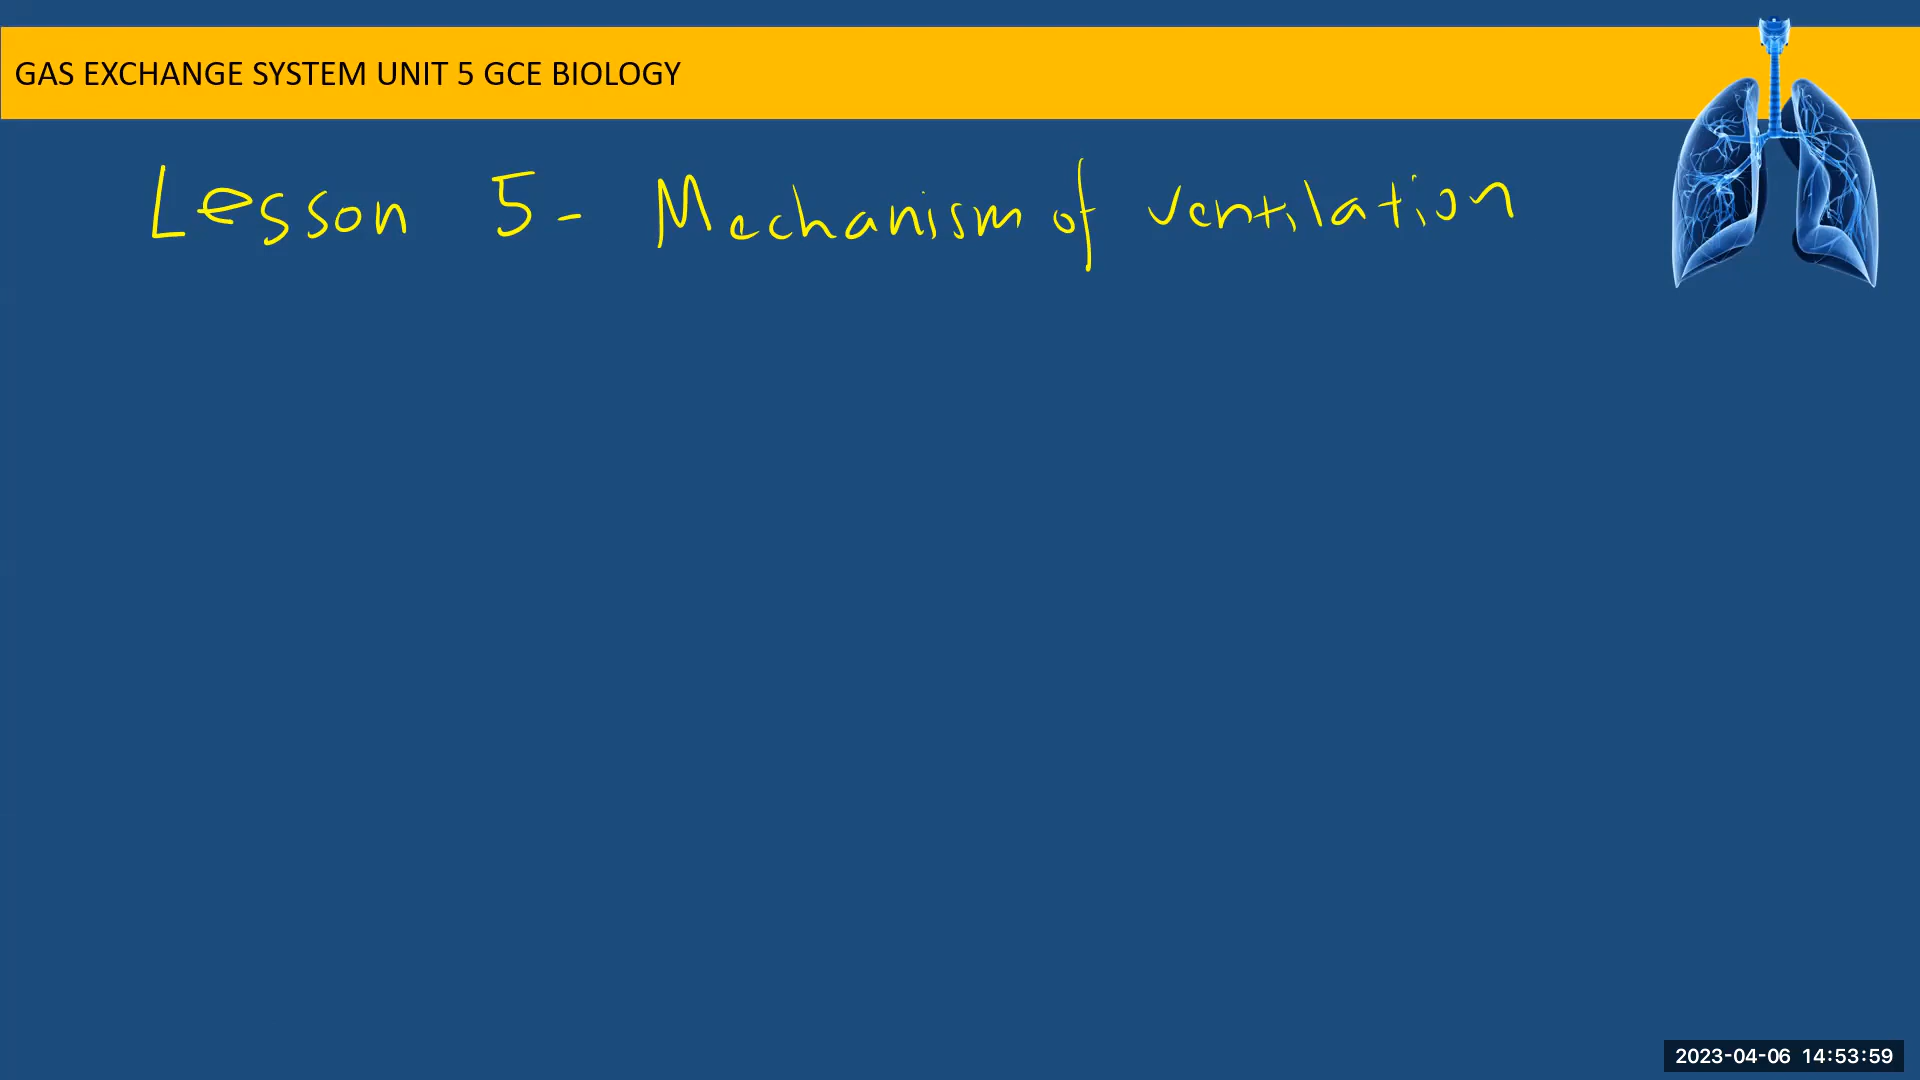 GAS EXCHANGE SYSTEM UNIT 5 GCE BIOLOGY
Lesson 5 - Mechanism of ventilation
2023-04-06 14:53:59